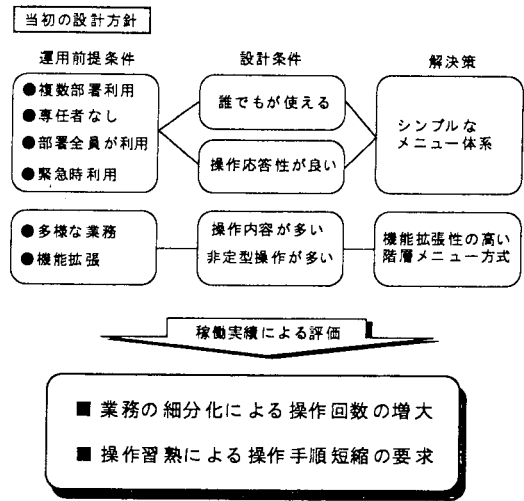 当初の設計方針
運用前提条件
設計条件
解決策
●複数部署利用
●専任者なし
●部署全員が利用
●緊急時利用
誰でもが使える
操作応答性が良い
シンプルな
メニュー体系
●多様な業務
●機能拡張
操作内容が多い
非定型操作が多い
機能拡張性の高い
階層メニュー方式
稼働実績による評価
■ 業務の細分化による操作回数の増大
■ 操作習熟による操作手順短縮の要求